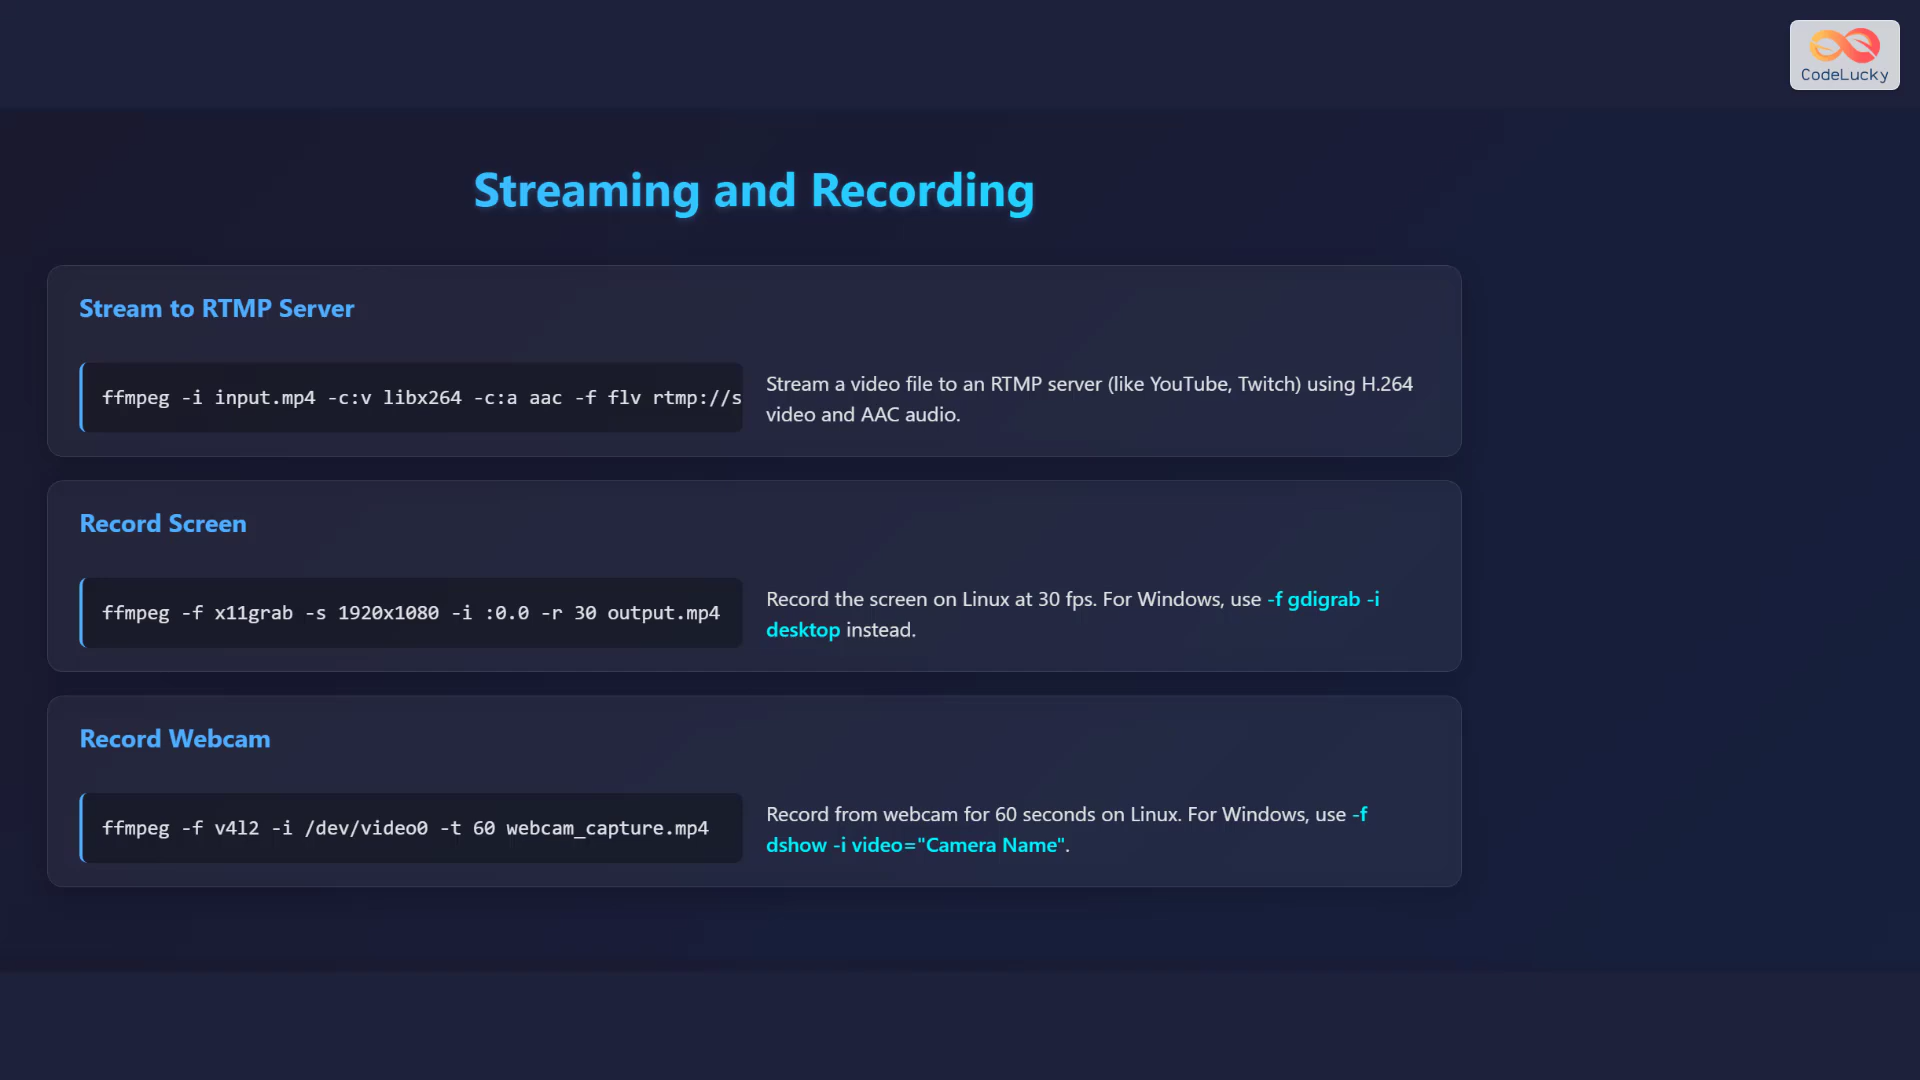 CodeLucky
Streaming and Recording
Stream to RTMP Server
ffmpeg -i input.mp4 -c:v libx264 -c:a aac -f flv rtmp://s
Stream a video file to an RTMP server (like YouTube, Twitch) using H.264
video and AAC audio.
Record Screen
ffmpeg -f x11grab -s 1920x1080 -i :0.0 -r 30 output.mp4
Record the screen on Linux at 30 fps. For Windows, use -f gdigrab -i
desktop instead.
Record Webcam
ffmpeg -f v4l2 -i /dev/video0 -t 60 webcam_capture.mp4
Record from webcam for 60 seconds on Linux. For Windows, use -f
dshow -i video="Camera Name".